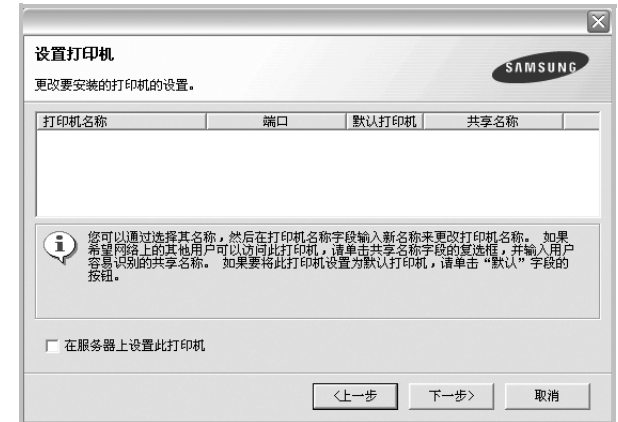 设置打印机
更改要安装的打印机的设置。
SAMSUNG
打印机名称 端口 默认打印机 共享名称
您可以通过选择其名称，然后在打印机名称字段输入新名称来更改打印机名称。 如果
希望网络上的其他用户可以访问此打印机，请单击共享名称字段的复选框，并输入用户
容易识别的共享名称。 如果要将此打印机设置为默认打印机，请单击“默认”字段的
按钮。
在服务器上设置此打印机
<上一步 下一步> 取消